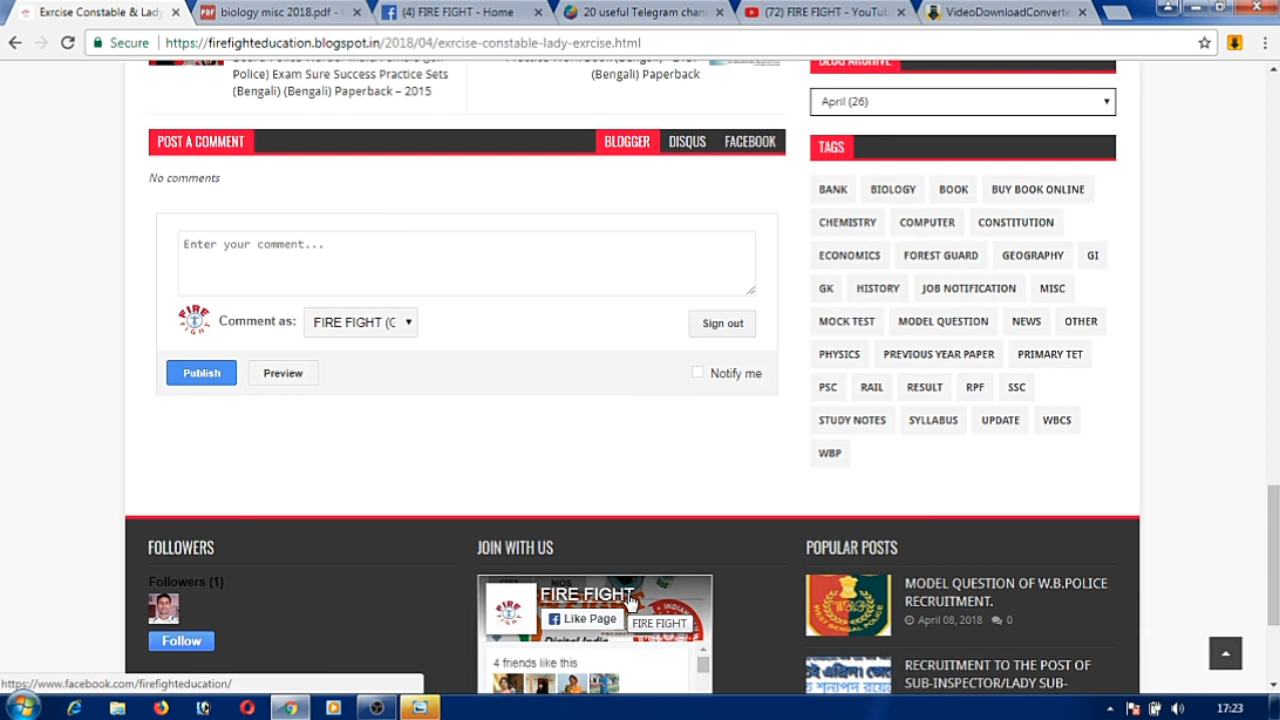 Exrcise Constable & Lady
biology misc 2018.pdf -
(4) FIRE FIGHT - Home
20 useful Telegram chan
(72) FIRE FIGHT - YouTub
VideoDownloadConverte
Secure
https://firefighteducation.blogspot.in/2018/04/exrcise-constable-lady-exrcise.html
Police) Exam Sure Success Practice Sets
(Bengali) (Bengali) Paperback – 2015
(Bengali) Paperback
BLOG ARCHIVE
April (26)
POST A COMMENT
BLOGGER
DISQUS
FACEBOOK
No comments
Enter your comment...
FIRE
FIGHT
Comment as:
FIRE FIGHT (G
Sign out
Publish
Preview
Notify me
TAGS
BANK
BIOLOGY
BOOK
BUY BOOK ONLINE
CHEMISTRY
COMPUTER
CONSTITUTION
ECONOMICS
FOREST GUARD
GEOGRAPHY
GI
GK
HISTORY
JOB NOTIFICATION
MISC
MOCK TEST
MODEL QUESTION
NEWS
OTHER
PHYSICS
PREVIOUS YEAR PAPER
PRIMARY TET
PSC
RAIL
RESULT
RPF
SSC
STUDY NOTES
SYLLABUS
UPDATE
WBCS
WBP
FOLLOWERS
Followers (1)
Follow
JOIN WITH US
FIRE FIGHT
Like Page
FIRE FIGHT
Digital India
4 friends like this
POPULAR POSTS
MODEL QUESTION OF W.B.POLICE
RECRUITMENT.
April 08, 2018
0
RECRUITMENT TO THE POST OF
SUB-INSPECTOR/LADY SUB-
https://www.facebook.com/firefighteducation/
17:23